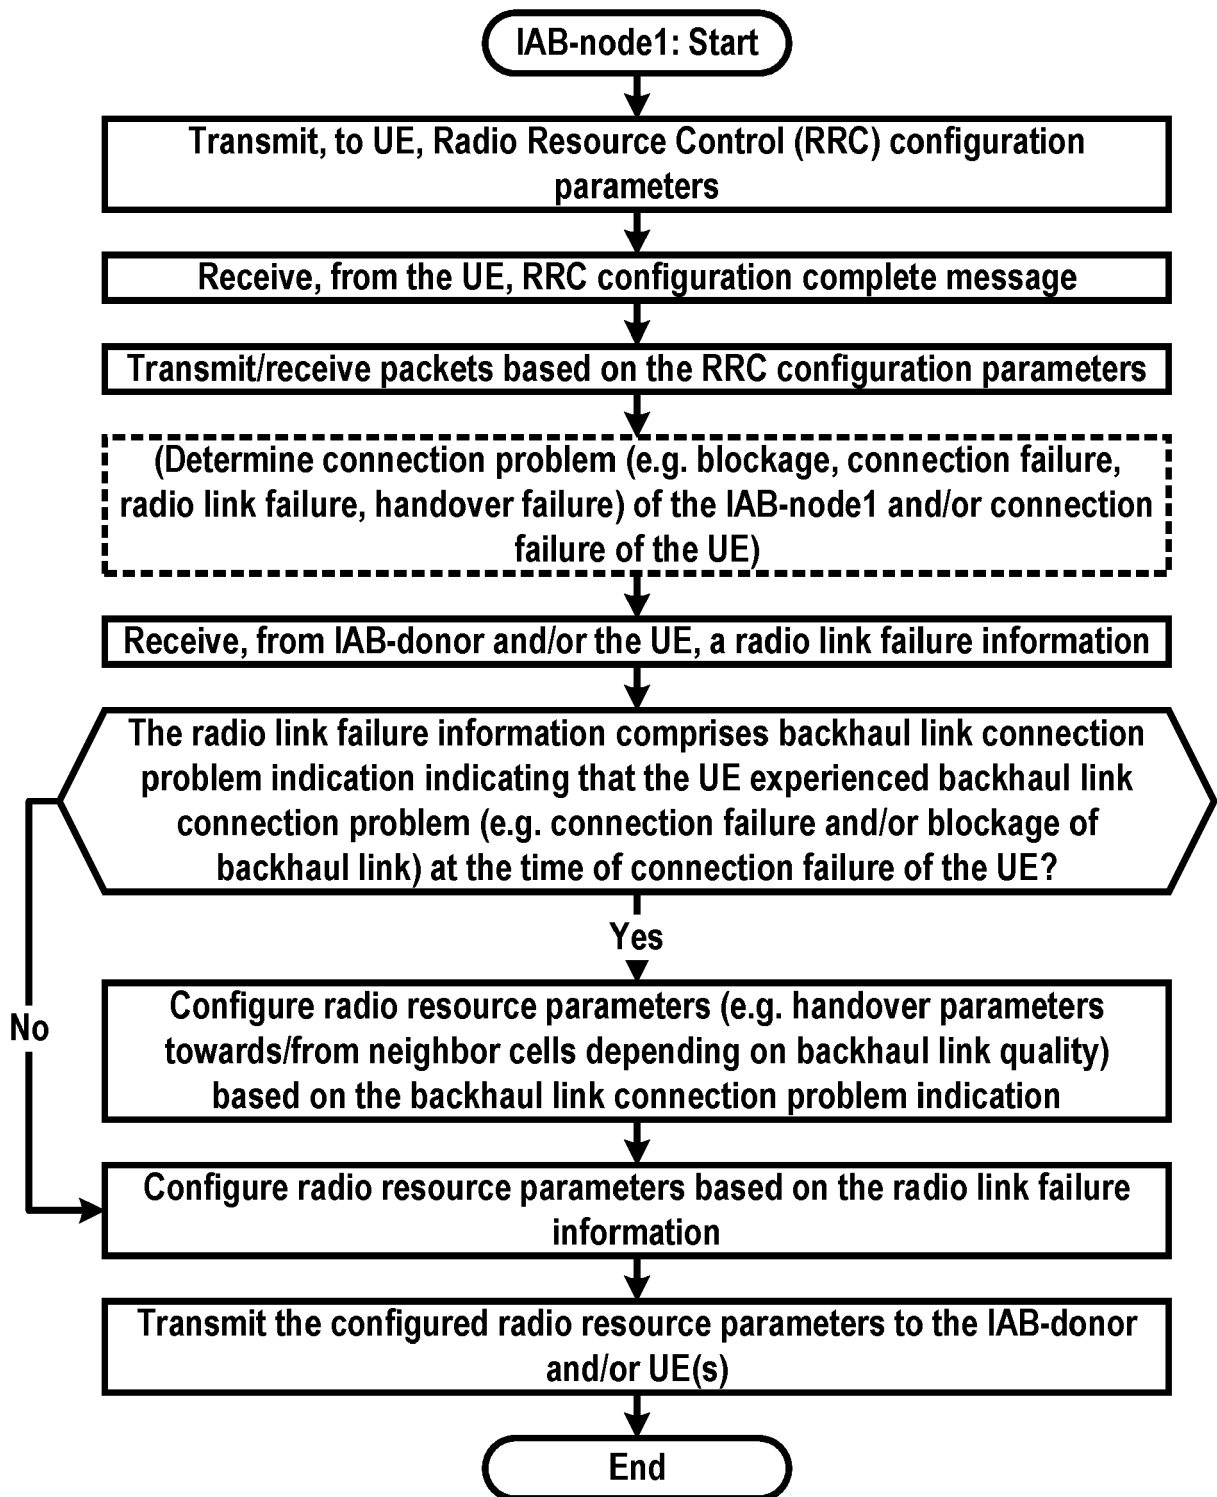 IAB-node1: Start
Transmit, to UE, Radio Resource Control (RRC) configuration
parameters
Receive, from the UE, RRC configuration complete message
Transmit/receive packets based on the RRC configuration parameters
(Determine connection problem (e.g. blockage, connection failure,
radio link failure, handover failure) of the IAB-node1 and/or connection
failure of the UE)
Receive, from IAB-donor and/or the UE, a radio link failure information
The radio link failure information comprises backhaul link connection
problem indication indicating that the UE experienced backhaul link
connection problem (e.g. connection failure and/or blockage of
backhaul link) at the time of connection failure of the UE?
Yes
Configure radio resource parameters (e.g. handover parameters
towards/from neighbor cells depending on backhaul link quality)
based on the backhaul link connection problem indication
No
Configure radio resource parameters based on the radio link failure
information
Transmit the configured radio resource parameters to the IAB-donor
and/or UE(s)
End